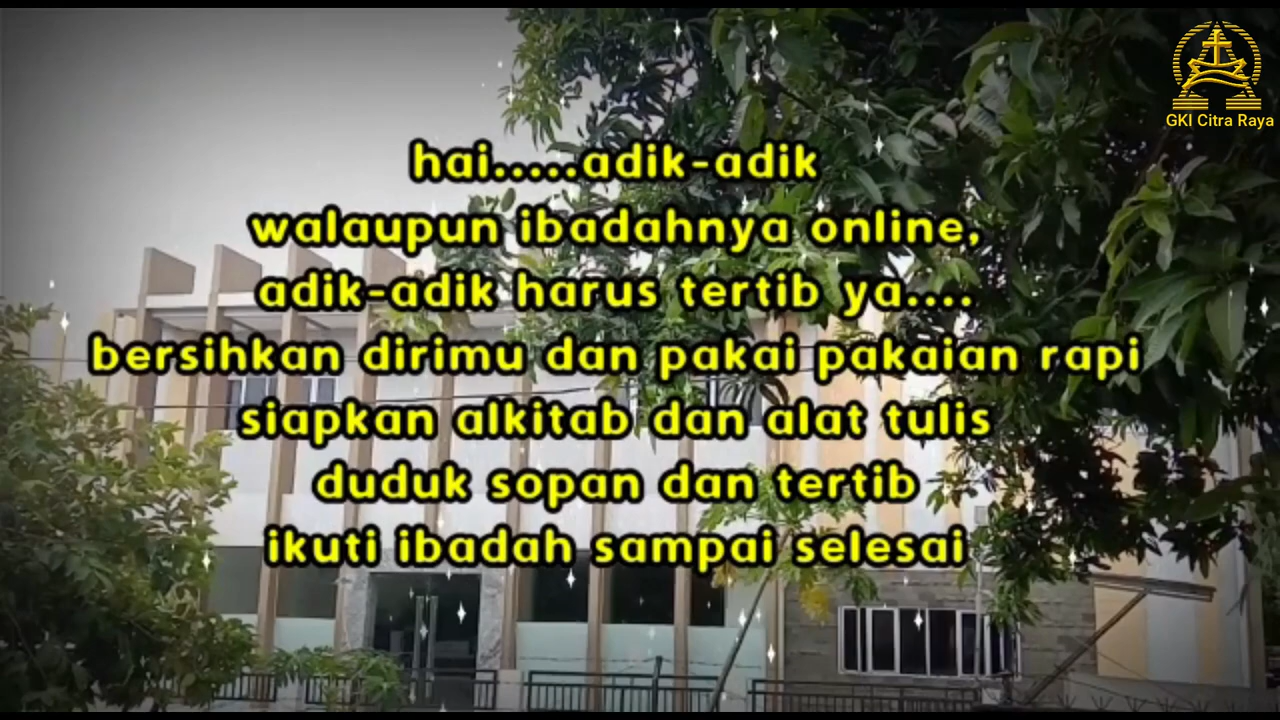 GKI Citra Raya
hai.....adik-adik
walaupun ibadahnya online,
adik-adik harus tertib ya....
bersihkan dirimu dan pakai pakaian rapi
siapkan alkitab dan alat tulis
duduk sopan dan tertib
ikuti ibadah sampai selesai